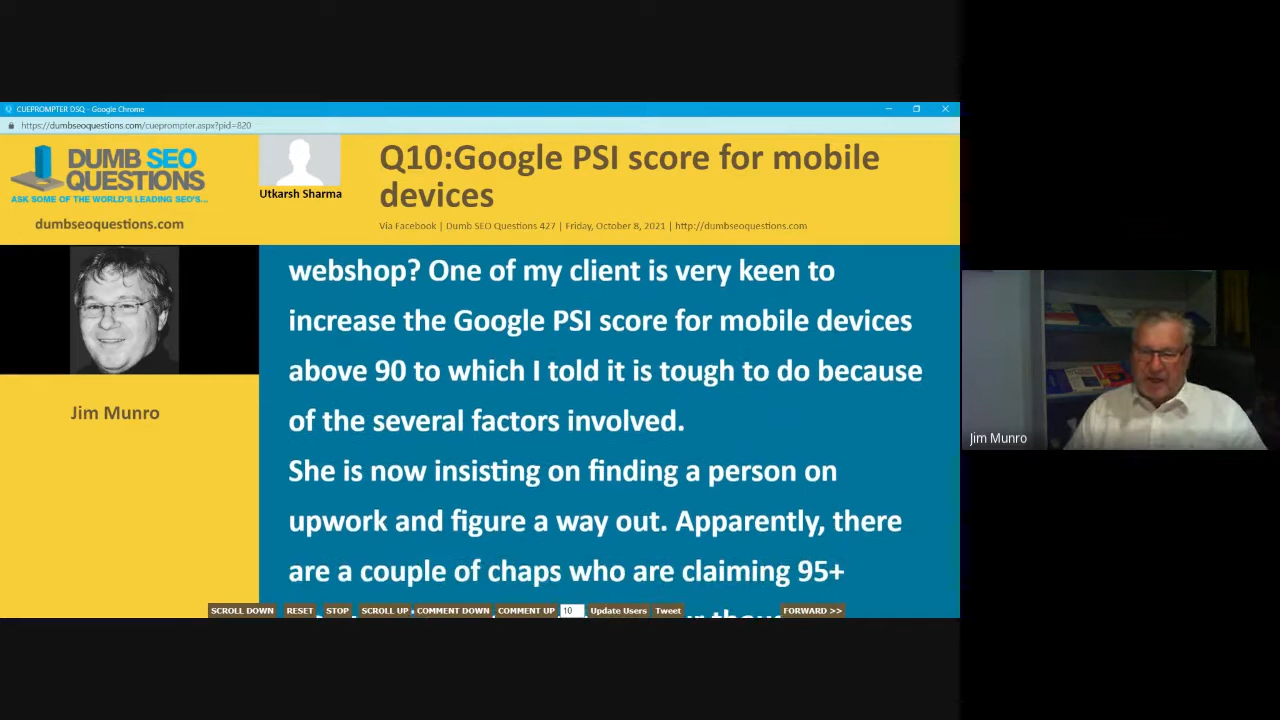 CUEPROMPTER DSQ - Google Chrome
https://dumbseoquestions.com/cueprompter.aspx?pid=820
DUMB SEO
QUESTIONS
ASK SOME OF THE WORLD'S LEADING SEO'S...
dumbseoquestions.com
Utkarsh Sharma
Q10:Google PSI score for mobile
devices
Via Facebook | Dumb SEO Questions 427 | Friday, October 8, 2021 | http://dumbseoquestions.com
Jim Munro
webshop? One of my client is very keen to
increase the Google PSI score for mobile devices
above 90 to which I told it is tough to do because
of the several factors involved.
She is now insisting on finding a person on
upwork and figure a way out. Apparently, there
are a couple of chaps who are claiming 95+
SCROLL DOWN RESET STOP SCROLL UP COMMENT DOWN COMMENT UP 10 Update Users Tweet FORWARD >>
Jim Munro